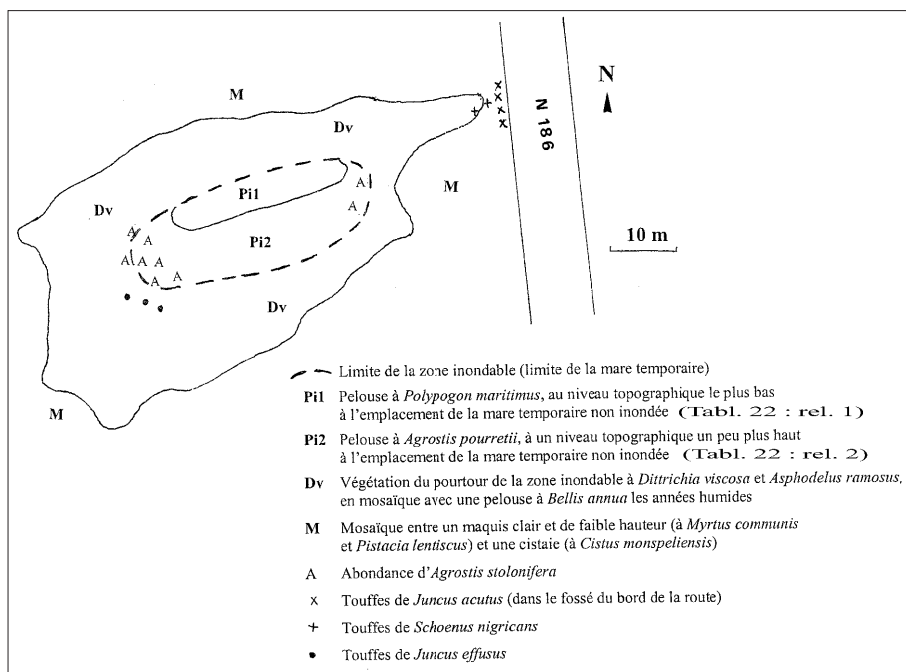 M
N
Dv
N 186
A
Pi1
M
Dv
A
A
A
Pi2
10 m
A A A
A
A
Dv
M
Limite de la zone inondable (limite de la mare temporaire)
Pi1 Pelouse à Polypogon maritimus, au niveau topographique le plus bas
à l'emplacement de la mare temporaire non inondée (Tabl. 22 : rel. 1)
Pi2 Pelouse à Agrostis pourretii, à un niveau topographique un peu plus haut
à l'emplacement de la mare temporaire non inondée (Tabl. 22 : rel. 2)
Dv Végétation du pourtour de la zone inondable à Dittrichia viscosa et Asphodelus ramosus,
en mosaïque avec une pelouse à Bellis annua les années humides
M Mosaïque entre un maquis clair et de faible hauteur (à Myrtus communis
et Pistacia lentiscus) et une cistaie (à Cistus monspeliensis)
A Abondance d'Agrostis stolonifera
x Touffes de Juncus acutus (dans le fossé du bord de la route)
+ Touffes de Schoenus nigricans
• Touffes de Juncus effusus